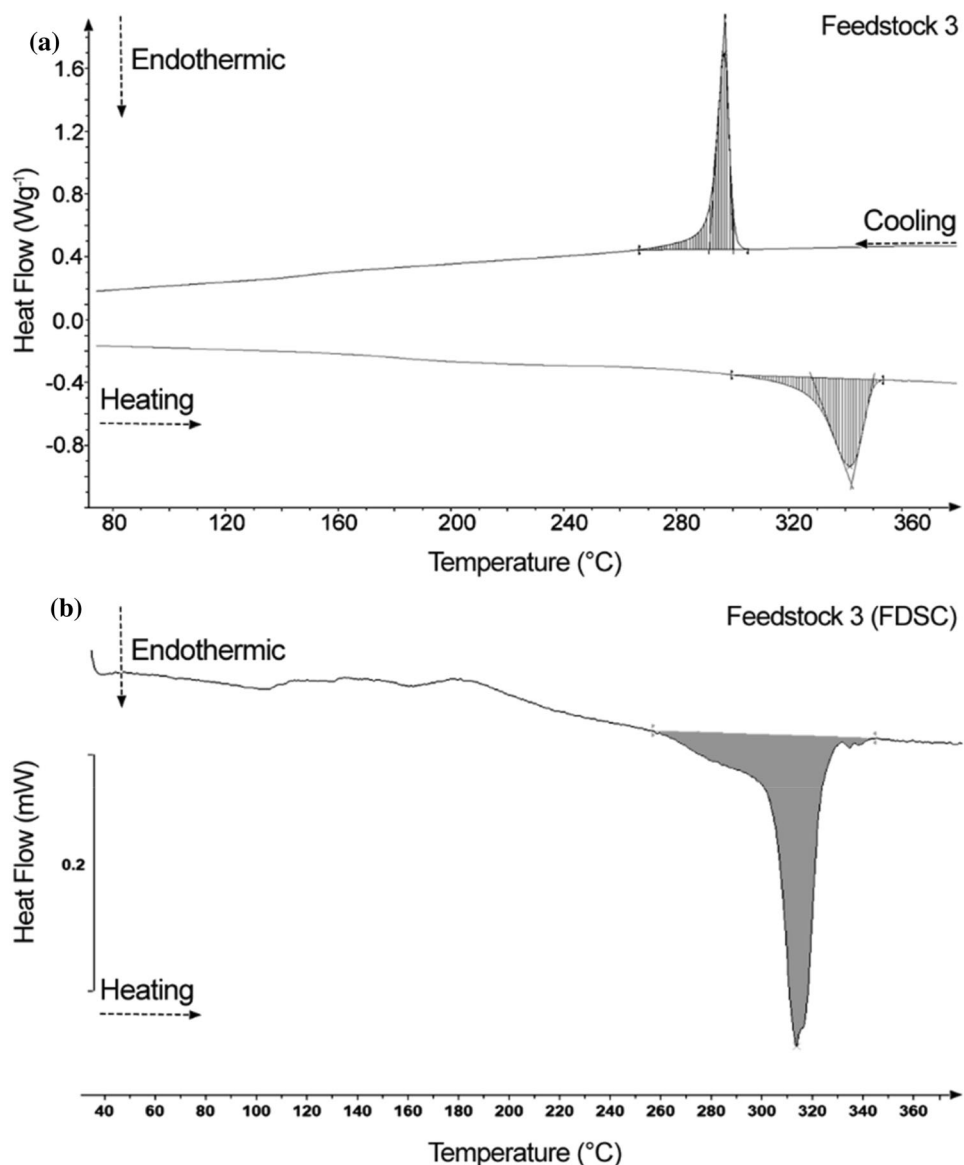 (a)
Feedstock 3
Endothermic
Cooling
Heating
Heat Flow (Wg⁻¹)
1.6
1.2
0.8
0.4
0.0
-0.4
-0.8
80 120 160 200 240 280 300 320 360
Temperature (°C)
(b)
Feedstock 3 (FDSC)
Endothermic
Heating
Heat Flow (mW)
0.2
40 60 80 100 120 140 160 180 200 220 240 260 280 300 320 340 360
Temperature (°C)